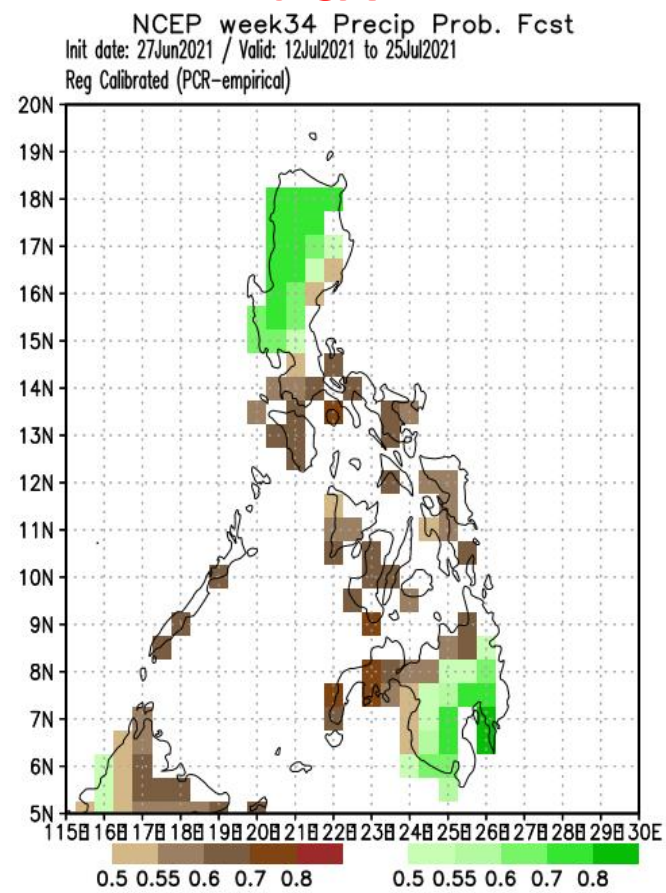 NCEP week34 Precip Prob. Fcst
Init date: 27Jun2021 / Valid: 12Jul2021 to 25Jul2021
Reg Calibrated (PCR-empirical)
20N
19N
18N
17N
16N
15N
14N
13N
12N
11N
10N
9N
8N
7N
6N
5N
115E 116E 117E 118E 119E 120E 121E 122E 123E 124E 125E 126E 127E 128E 129E 130E
0.5 0.55 0.6 0.7 0.8 0.5 0.55 0.6 0.7 0.8